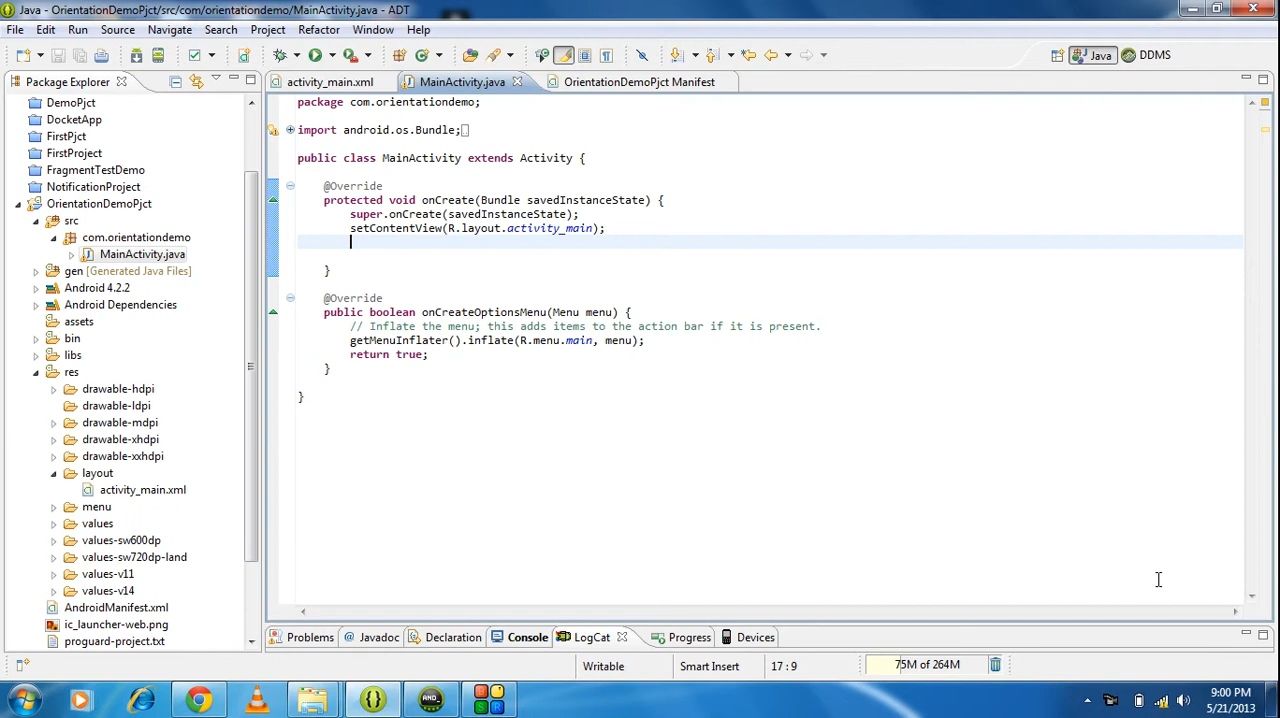 Java - OrientationDemoPjct/src/com/orientationdemo/MainActivity.java - ADT
File Edit Run Source Navigate Search Project Refactor Window Help
Java DDMS
Package Explorer
activity_main.xml MainActivity.java OrientationDemoPjct Manifest
DemoPjct
DocketApp
FirstPjct
FirstProject
FragmentTestDemo
NotificationProject
OrientationDemoPjct
src
com.orientationdemo
MainActivity.java
gen [Generated Java Files]
Android 4.2.2
Android Dependencies
assets
bin
libs
res
drawable-hdpi
drawable-ldpi
drawable-mdpi
drawable-xhdpi
drawable-xxhdpi
layout
activity_main.xml
menu
values
values-sw600dp
values-sw720dp-land
values-v11
values-v14
AndroidManifest.xml
ic_launcher-web.png
proguard-project.txt
package com.orientationdemo;
import android.os.Bundle;
public class MainActivity extends Activity {
@Override
protected void onCreate(Bundle savedInstanceState) {
super.onCreate(savedInstanceState);
setContentView(R.layout.activity_main);
}
@Override
public boolean onCreateOptionsMenu(Menu menu) {
// Inflate the menu; this adds items to the action bar if it is present.
getMenuInflater().inflate(R.menu.main, menu);
return true;
}
}
Problems Javadoc Declaration Console LogCat Progress Devices
Writable Smart Insert 17 : 9 75M of 264M
9:00 PM
5/21/2013